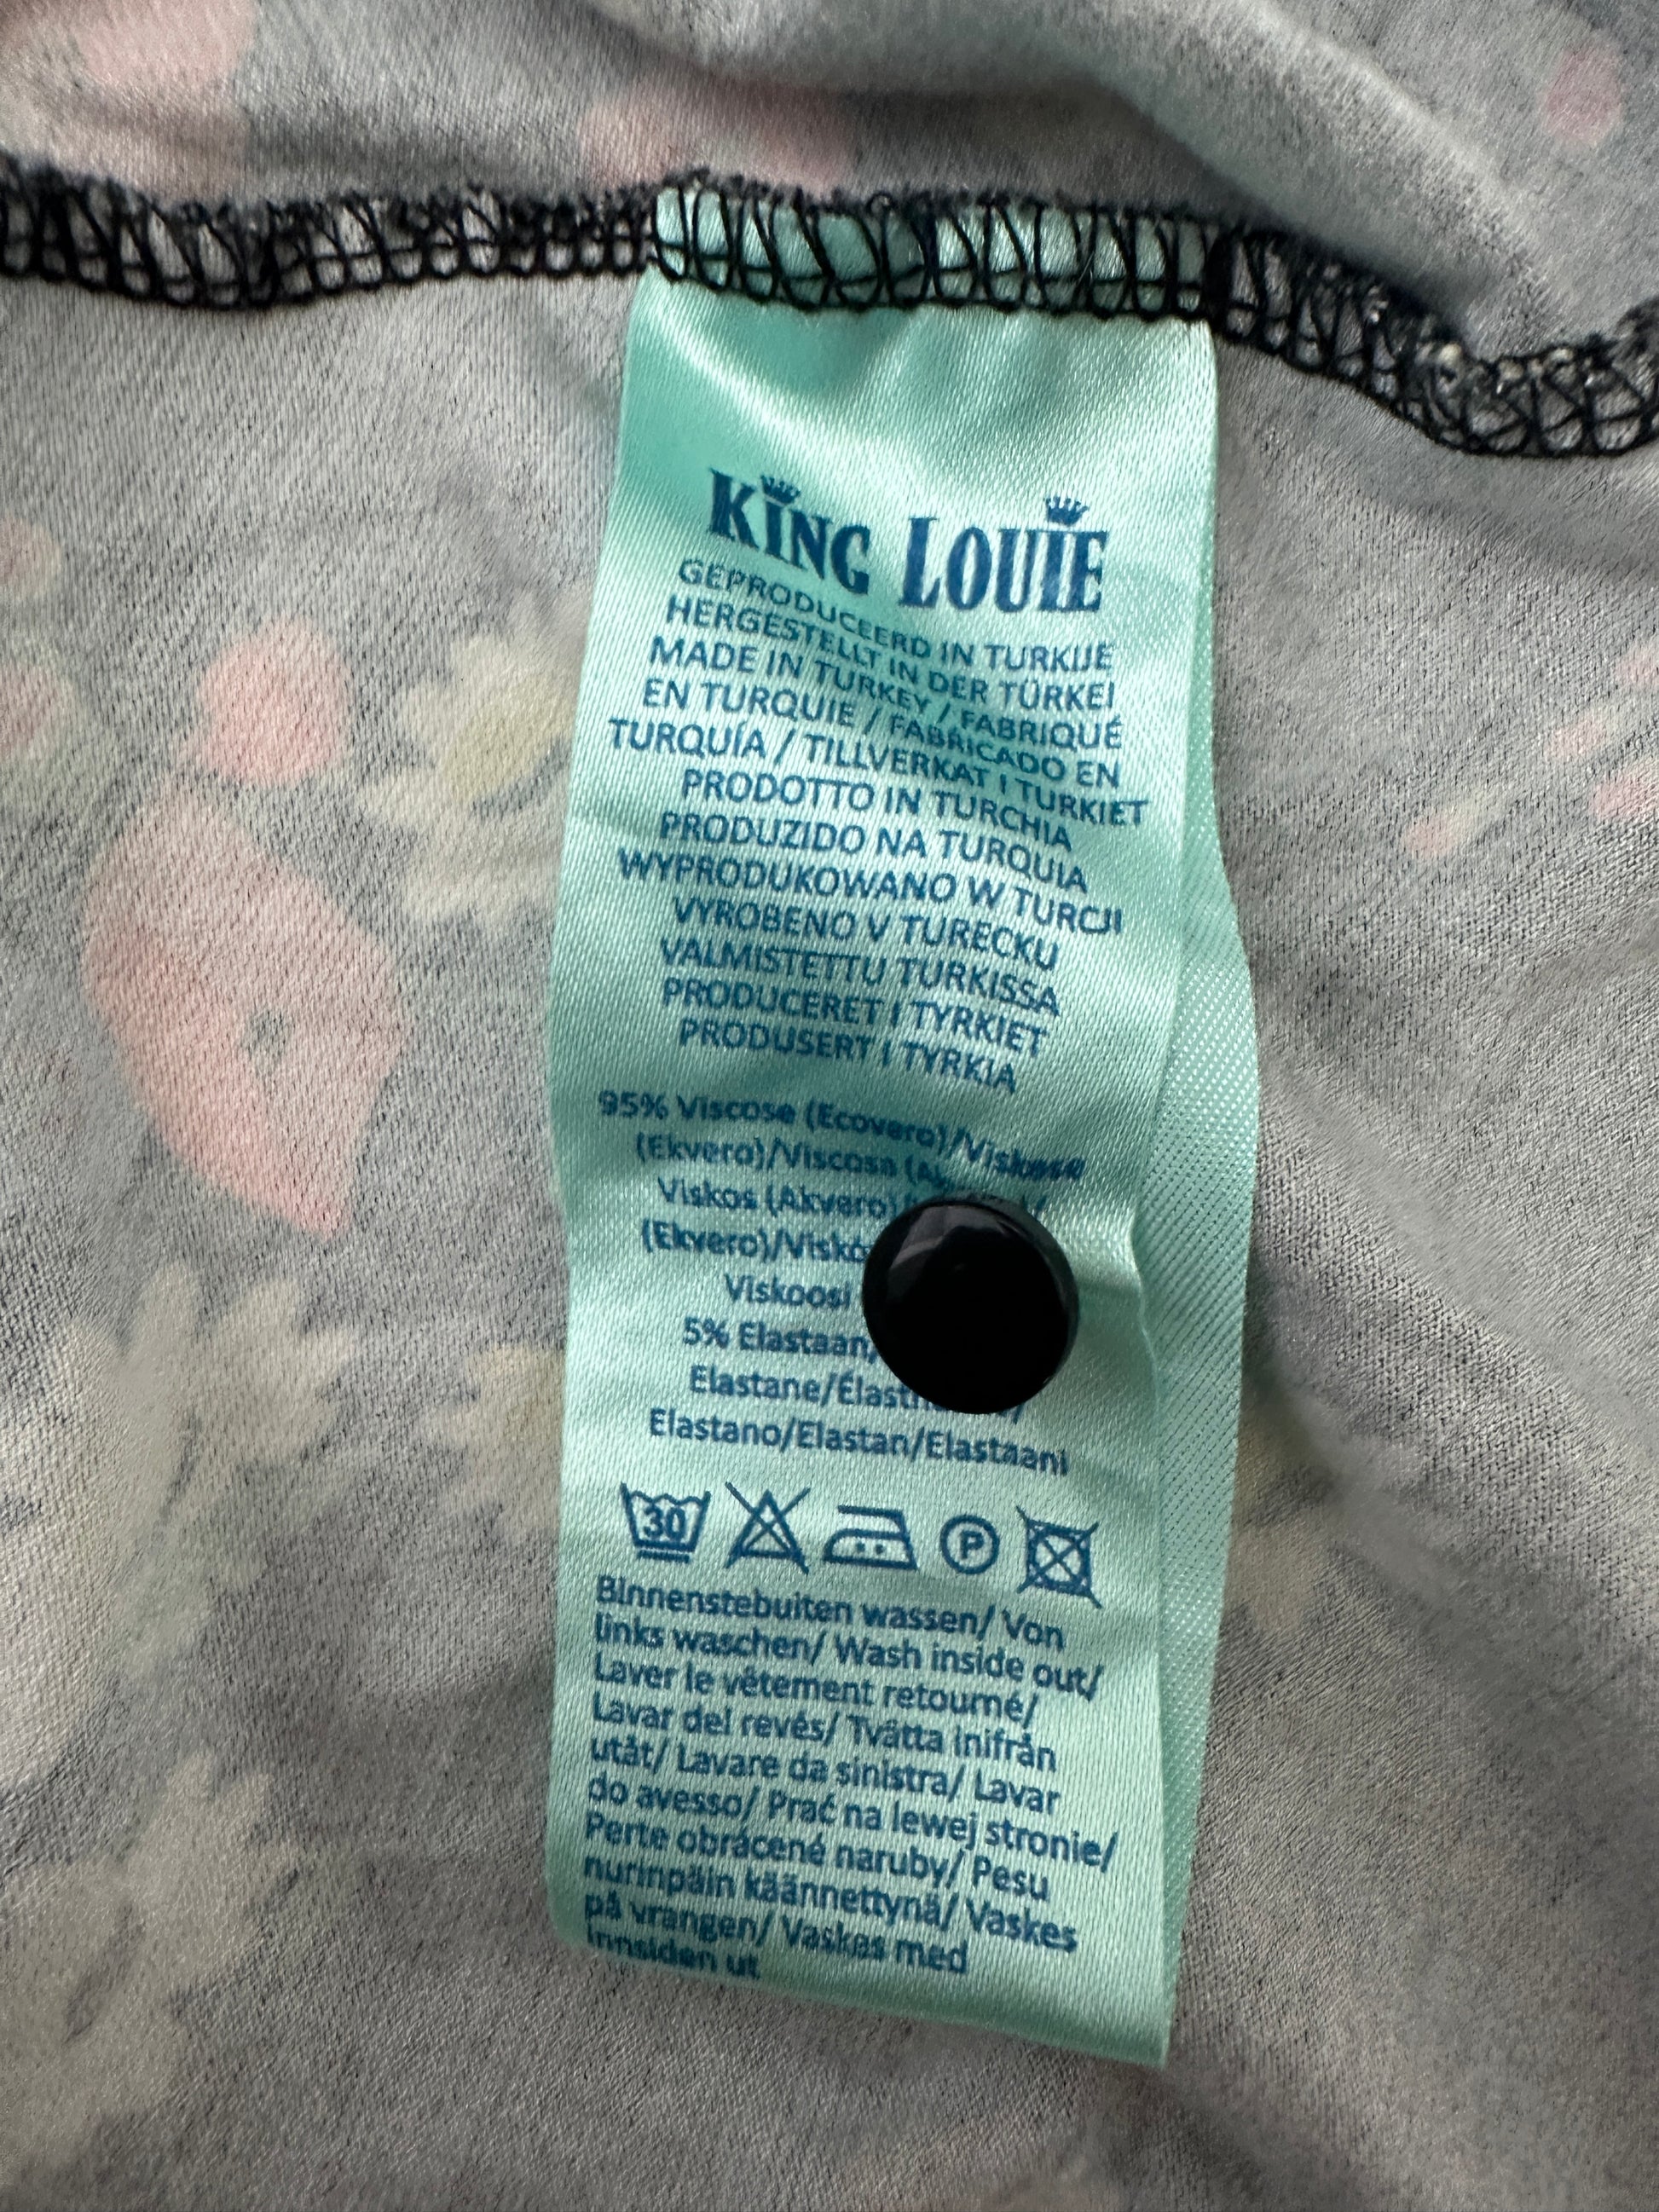 KING LOUIE
GEPRODUCEERD IN TURKIJE
HERGESTELLT IN DER TÜRKEI
MADE IN TURKEY / FABRIQUÉ
EN TURQUIE / FABRICADO EN
TURQUÍA / TILLVERKAT I TURKIET
PRODOTTO IN TURCHIA
PRODUZIDO NA TURQUIA
WYPRODUKOWANO W TURCJI
VYROBENO V TURECKU
VALMISTETTU TURKISSA
PRODUCERET I TYRKIET
PRODUSERT I TYRKIA
95% Viscose (Ecovero)/Viskose
(Ekvero)/Viscosa
Viskos (Akvero)
(Ekvero)/
Viskoosi
5% Elastaan/
Elastane/
Elastano/Elastan/Elastaani
30
P
Binnenstebuiten wassen/ Von
links waschen/ Wash inside out/
Laver le vétement retourné/
Lavar del revés/ Tvätta inifrån
utåt/ Lavare da sinistra/ Lavar
do avesso/ Prać na lewej stronie/
Perte obrácené naruby/ Pesu
nurinpäin käännettynä/ Vaskes
på vrangen/ Vaskes med
innsiden ut